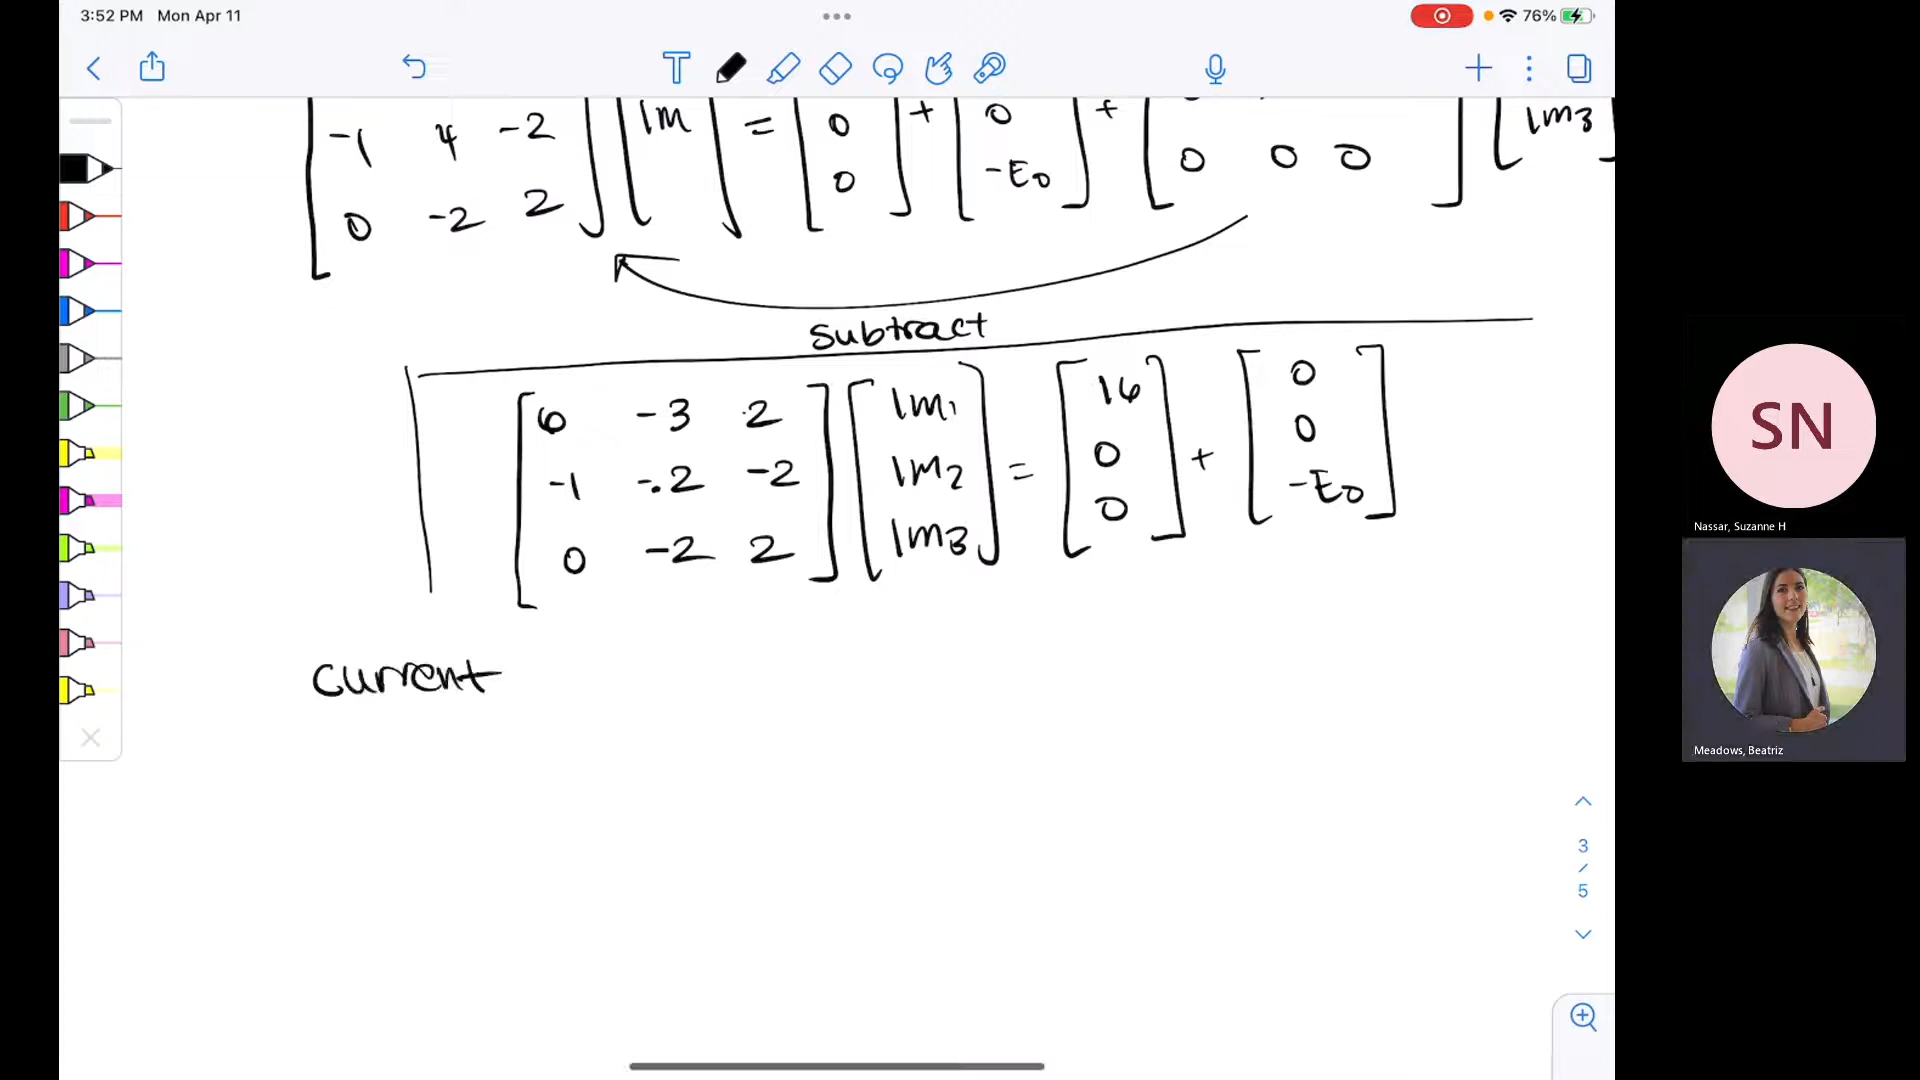 3:52 PM Mon Apr 11
76%
-1 4 -2 Im = 0 + 0 + Im3
0 -2 2 0 -E0 0 0 0
subtract
6 -3 2 Im1 16 0
-1 -.2 -2 Im2 = 0 + 0
0 -2 2 Im3 0 -E0
current
3
/
5
SN
Nassar, Suzanne H
Meadows, Beatriz